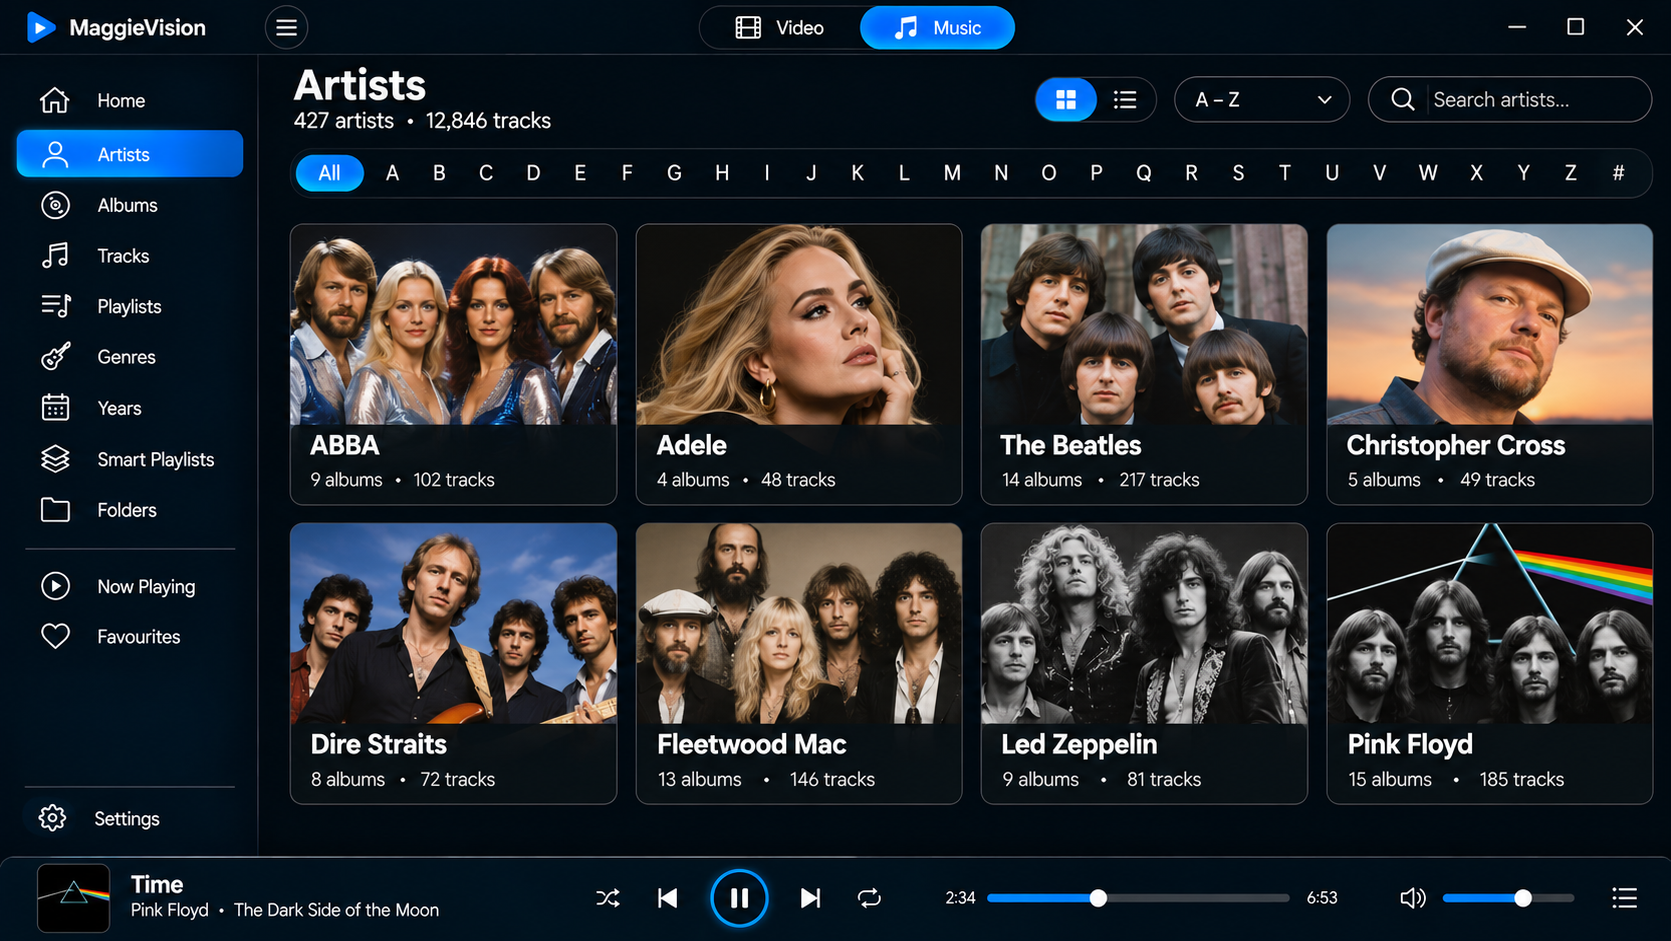 MaggieVision
Video
Music
Home
Artists
Albums
Tracks
Playlists
Genres
Years
Smart Playlists
Folders
Now Playing
Favourites
Settings
Artists
427 artists • 12,846 tracks
A – Z
Search artists...
All A B C D E F G H I J K L M N O P Q R S T U V W X Y Z #
ABBA
9 albums • 102 tracks
Adele
4 albums • 48 tracks
The Beatles
14 albums • 217 tracks
Christopher Cross
5 albums • 49 tracks
Dire Straits
8 albums • 72 tracks
Fleetwood Mac
13 albums • 146 tracks
Led Zeppelin
9 albums • 81 tracks
Pink Floyd
15 albums • 185 tracks
Time
Pink Floyd • The Dark Side of the Moon
2:34
6:53